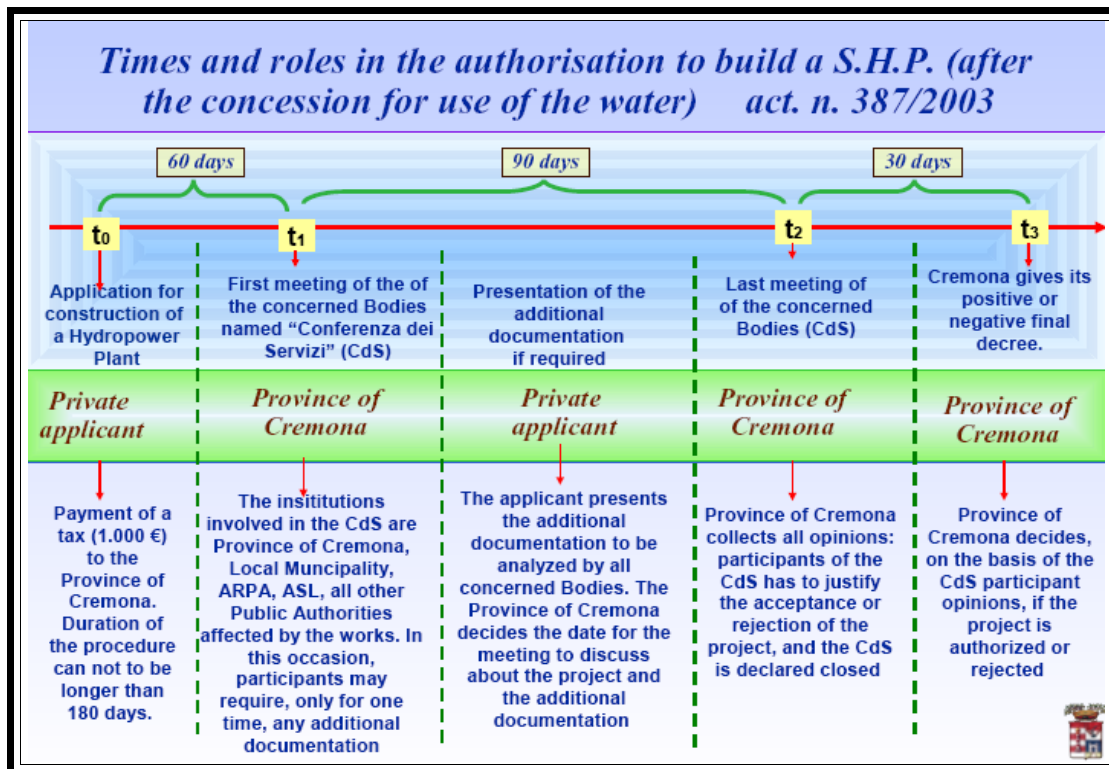 Times and roles in the authorisation to build a S.H.P. (after
the concession for use of the water) act. n. 387/2003
60 days
90 days
30 days
t0
t1
t2
t3
Application for
construction of
a Hydropower
Plant
First meeting of the of
the concerned Bodies
named “Conferenza dei
Servizi” (CdS)
Presentation of the
additional
documentation
if required
Last meeting of
of the concerned
Bodies (CdS)
Cremona gives its
positive or
negative final
decree.
Private
applicant
Province of
Cremona
Private
applicant
Province of
Cremona
Province of
Cremona
Payment of a
tax (1.000 €)
to the
Province of
Cremona.
Duration of
the procedure
can not to be
longer than
180 days.
The insititutions
involved in the CdS are
Province of Cremona,
Local Muncipality,
ARPA, ASL, all other
Public Authorities
affected by the works. In
this occasion,
participants may
require, only for one
time, any additional
documentation
The applicant presents
the additional
documentation to be
analyzed by all
concerned Bodies. The
Province of Cremona
decides the date for the
meeting to discuss
about the project and
the additional
documentation
Province of Cremona
collects all opinions:
participants of the
CdS has to justify
the acceptance or
rejection of the
project, and the CdS
is declared closed
Province of
Cremona decides,
on the basis of the
CdS participant
opinions, if the
project is
authorized or
rejected